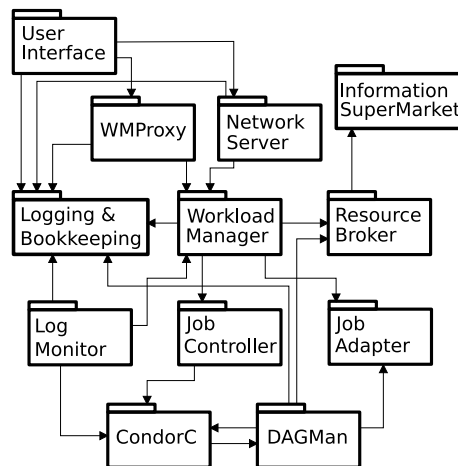 User
Interface
Information
SuperMarket
WMProxy
Network
Server
Logging &
Bookkeeping
Workload
Manager
Resource
Broker
Log
Monitor
Job
Controller
Job
Adapter
CondorC
DAGMan